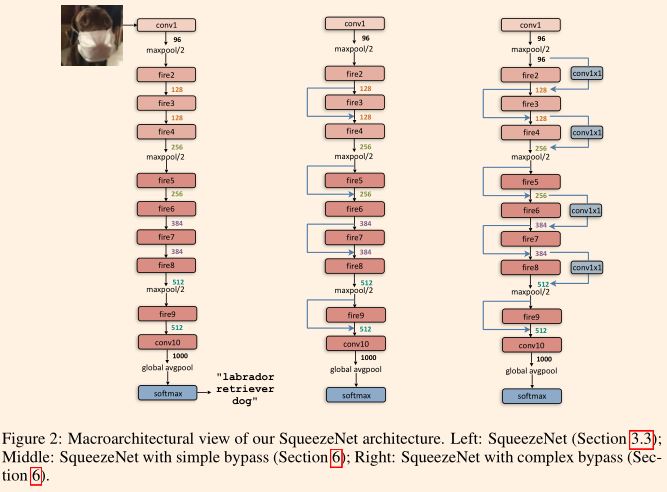 conv1
96
maxpool/2
fire2
128
fire3
128
fire4
256
maxpool/2
fire5
256
fire6
384
fire7
384
fire8
512
maxpool/2
fire9
512
conv10
1000
global avgpool
softmax
"labrador
retriever
dog"
conv1
96
maxpool/2
fire2
128
fire3
128
fire4
256
maxpool/2
fire5
256
fire6
384
fire7
384
fire8
512
maxpool/2
fire9
512
conv10
1000
global avgpool
softmax
conv1
96
maxpool/2
96
fire2
conv1x1
128
fire3
128
fire4
conv1x1
256
maxpool/2
fire5
256
fire6
conv1x1
384
fire7
384
fire8
conv1x1
512
maxpool/2
fire9
512
conv10
1000
global avgpool
softmax
Figure 2: Macroarchitectural view of our SqueezeNet architecture. Left: SqueezeNet (Section 3.3);
Middle: SqueezeNet with simple bypass (Section 6); Right: SqueezeNet with complex bypass (Sec-
tion 6).